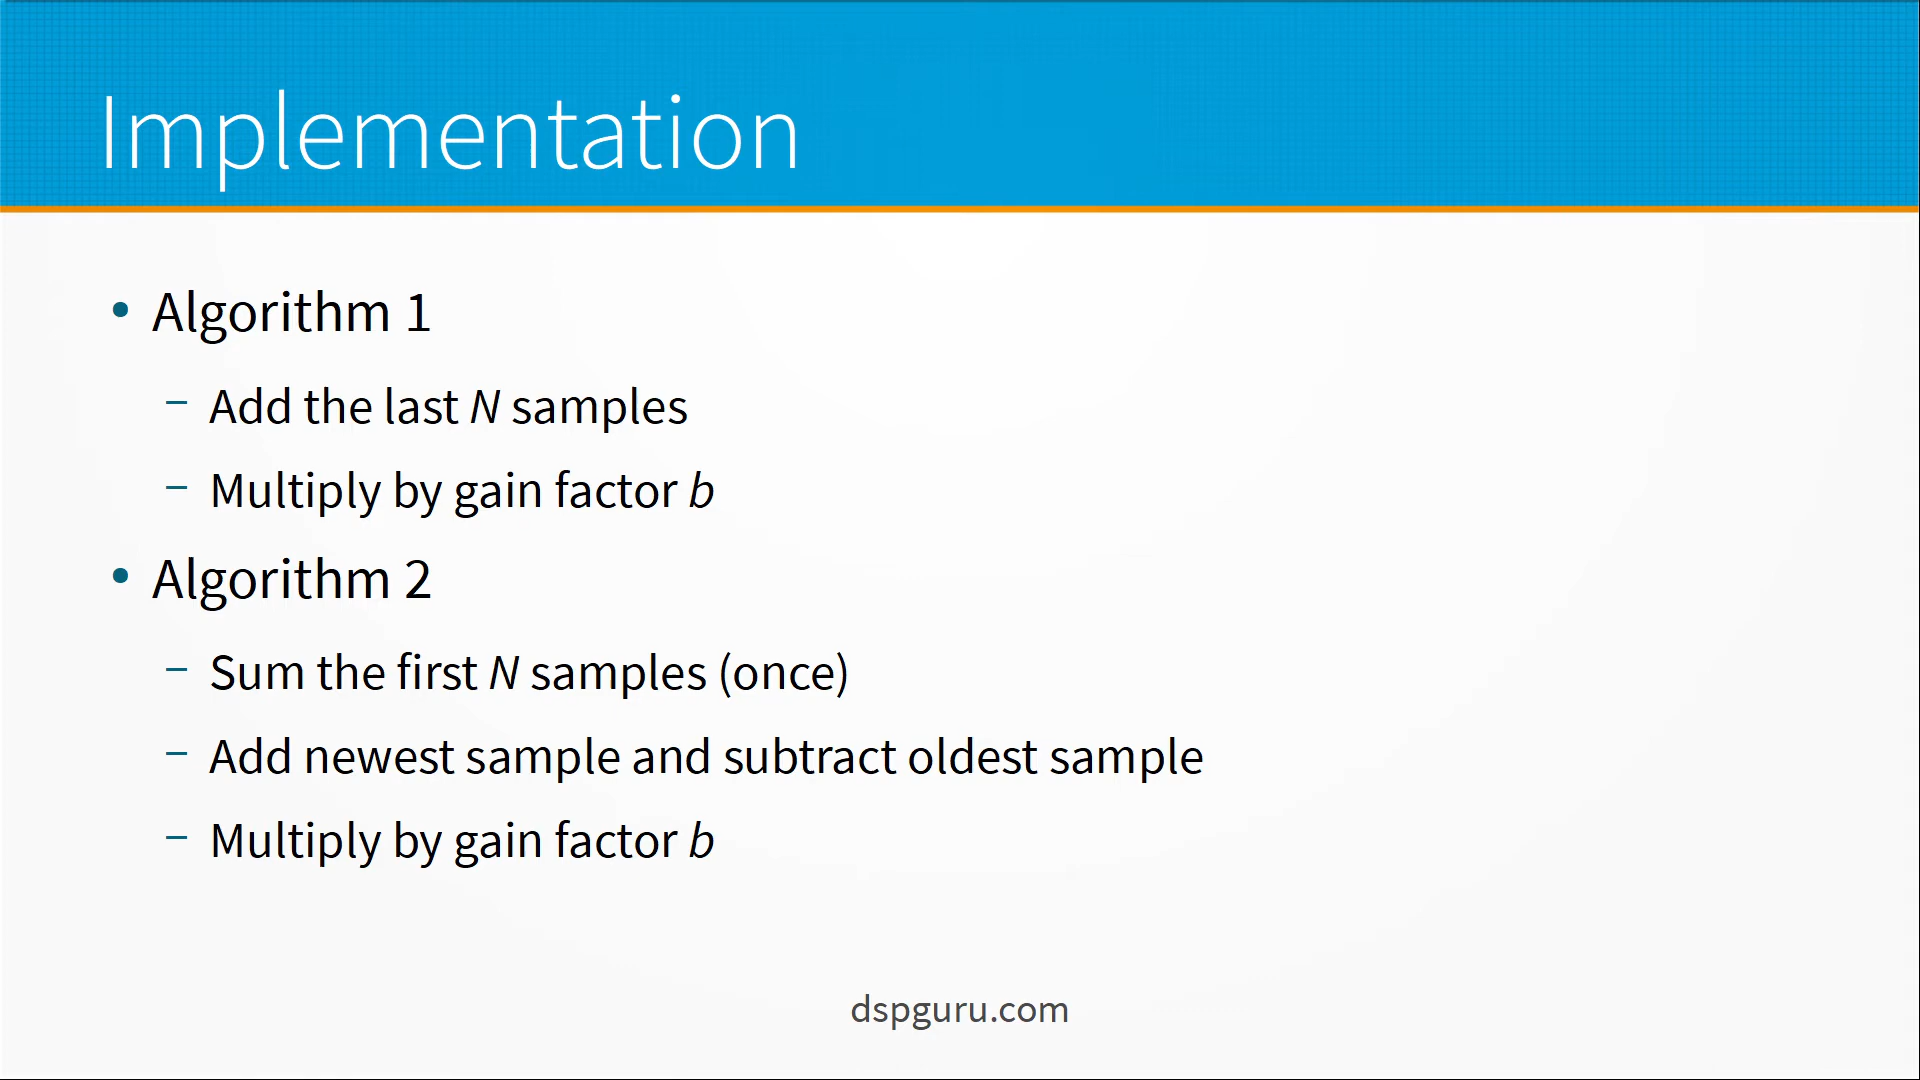 Implementation
• Algorithm 1
– Add the last N samples
– Multiply by gain factor b
• Algorithm 2
– Sum the first N samples (once)
– Add newest sample and subtract oldest sample
– Multiply by gain factor b
dspguru.com